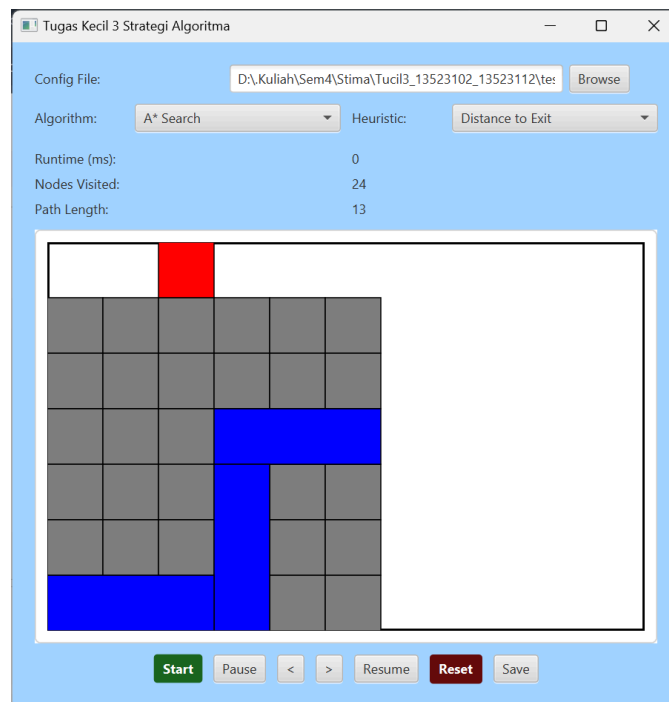 Tugas Kecil 3 Strategi Algoritma
Config File: D:\.Kuliah\Sem4\Stima\Tucil3_13523102_13523112\tes Browse
Algorithm: A* Search Heuristic: Distance to Exit
Runtime (ms): 0
Nodes Visited: 24
Path Length: 13
Start Pause < > Resume Reset Save